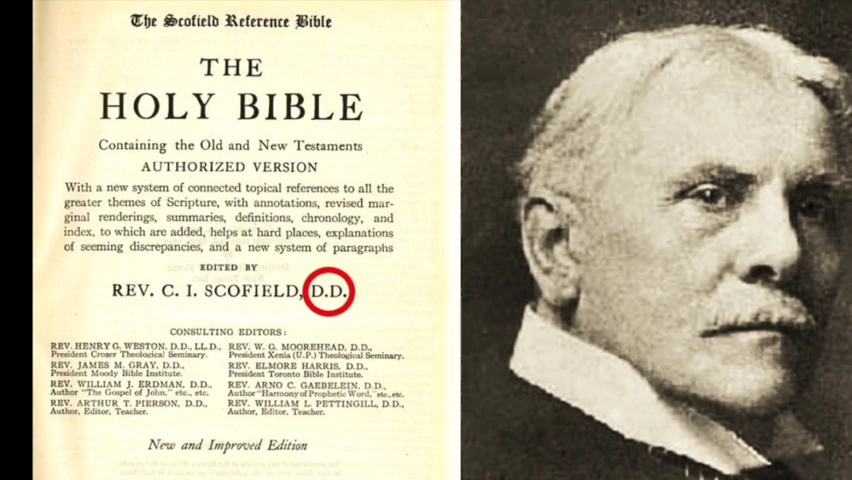 The Scofield Reference Bible
THE
HOLY BIBLE
Containing the Old and New Testaments
AUTHORIZED VERSION
With a new system of connected topical references to all the
greater themes of Scripture, with annotations, revised mar-
ginal renderings, summaries, definitions, chronology, and
index, to which are added, helps at hard places, explanations
of seeming discrepancies, and a new system of paragraphs
EDITED BY
REV. C. I. SCOFIELD, D.D.
CONSULTING EDITORS:
REV. HENRY G. WESTON, D.D., LL.D.,
President Crozer Theological Seminary.
REV. JAMES M. GRAY, D.D.,
President Moody Bible Institute.
REV. WILLIAM J. ERDMAN, D.D.,
Author "The Gospel of John," etc., etc.
REV. ARTHUR T. PIERSON, D.D.,
Author, Editor, Teacher.
REV. W. G. MOOREHEAD, D.D.,
President Xenia (U.P.) Theological Seminary.
REV. ELMORE HARRIS, D.D.,
President Toronto Bible Institute.
REV. ARNO C. GAEBELEIN, D.D.,
Author "Harmony of Prophetic Word," etc., etc.
REV. WILLIAM L. PETTINGILL, D.D.,
Author, Editor, Teacher.
New and Improved Edition